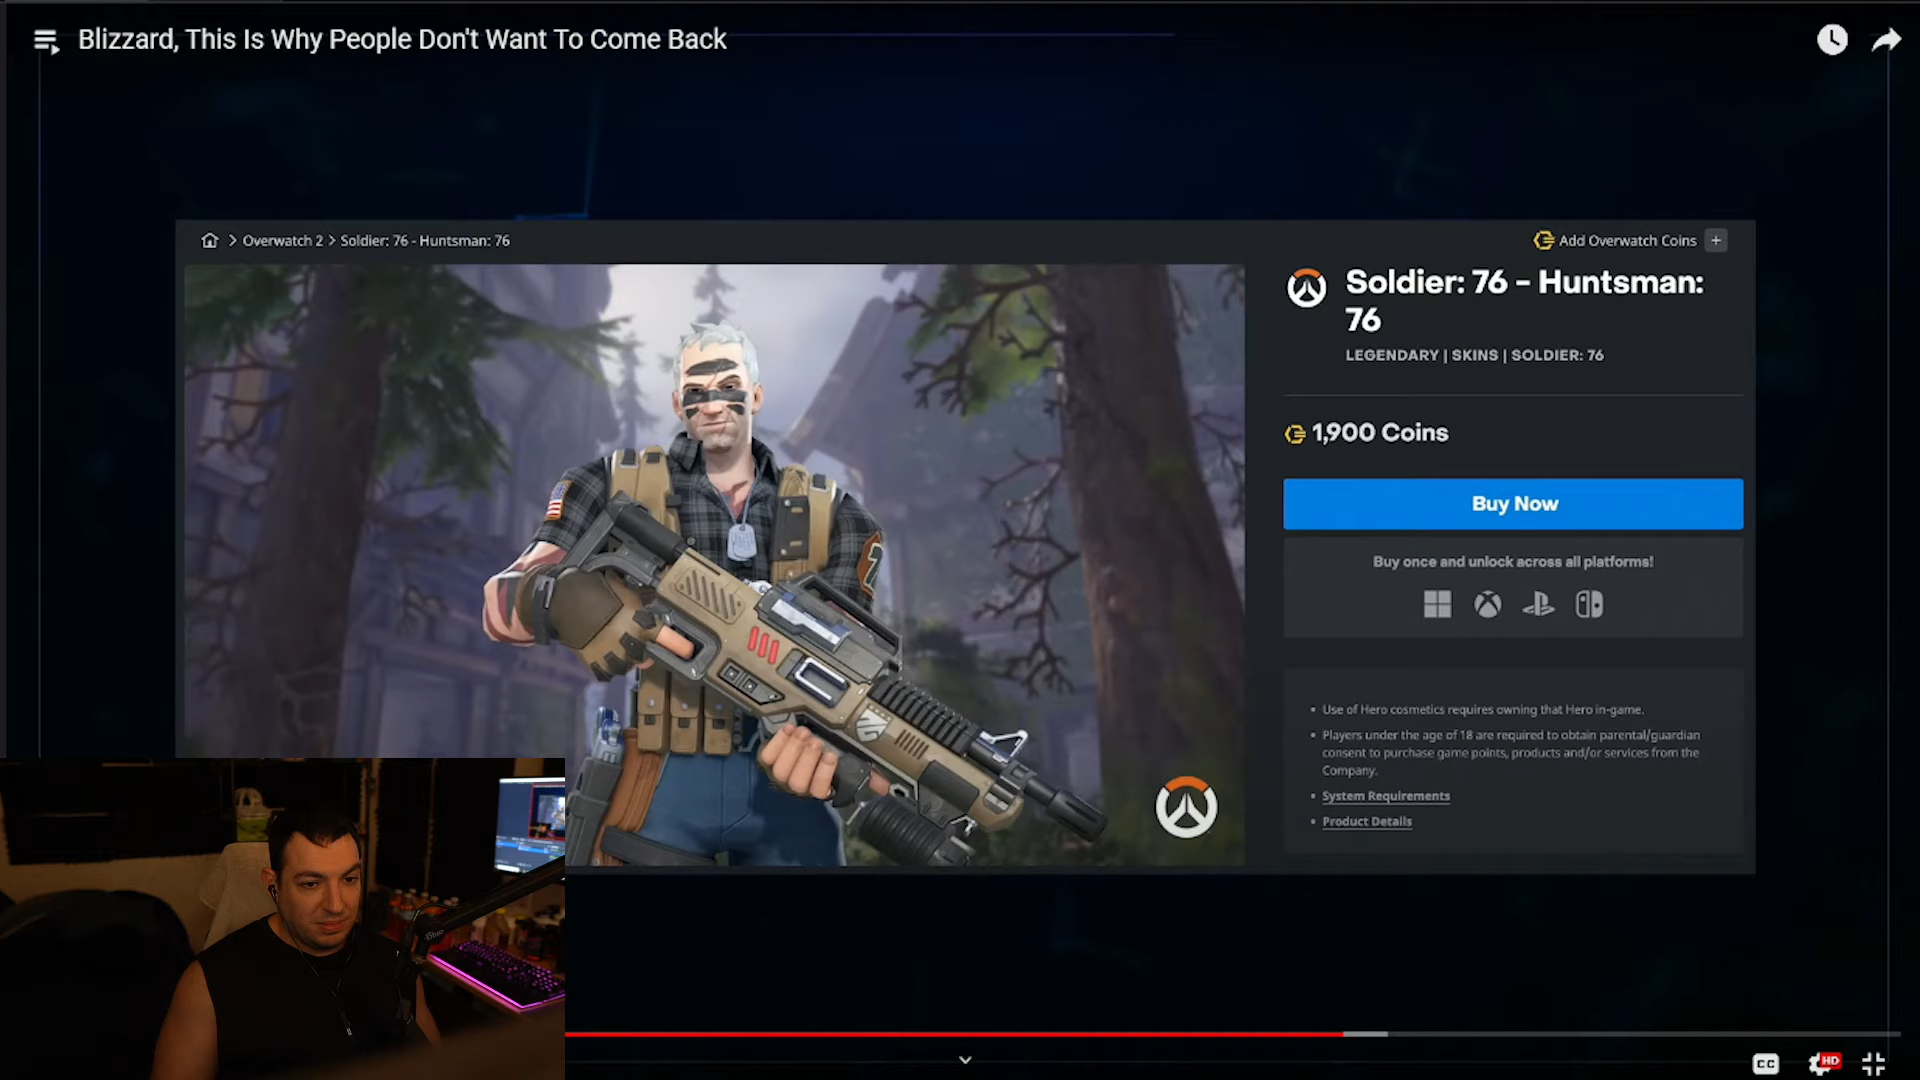 Blizzard, This Is Why People Don't Want To Come Back
Overwatch 2 > Soldier: 76 - Huntsman: 76
Add Overwatch Coins +
Soldier: 76 - Huntsman:
76
LEGENDARY | SKINS | SOLDIER: 76
1,900 Coins
Buy Now
Buy once and unlock across all platforms!
• Use of Hero cosmetics requires owning that Hero in-game.
• Players under the age of 18 are required to obtain parental/guardian
consent to purchase game points, products and/or services from the
Company.
• System Requirements
• Product Details
Blue
CC
HD